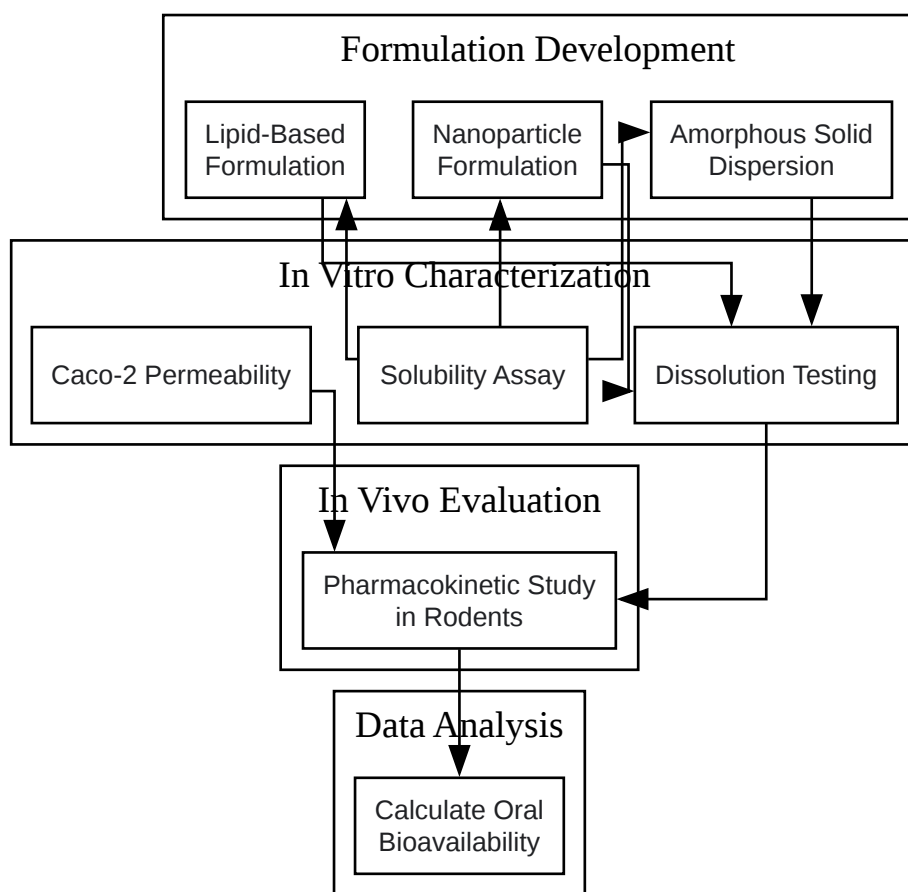 Formulation Development
Lipid-Based
Formulation
Nanoparticle
Formulation
Amorphous Solid
Dispersion
In Vitro Characterization
Caco-2 Permeability
Solubility Assay
Dissolution Testing
In Vivo Evaluation
Pharmacokinetic Study
in Rodents
Data Analysis
Calculate Oral
Bioavailability